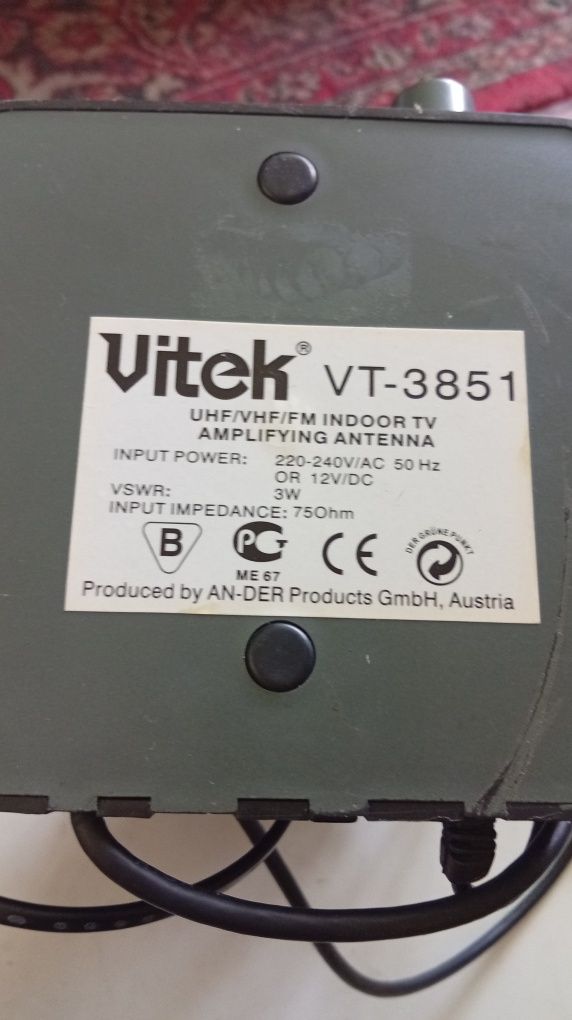 Vitek® VT-3851
UHF/VHF/FM INDOOR TV
AMPLIFYING ANTENNA
INPUT POWER: 220-240V/AC 50 Hz
OR 12V/DC
VSWR: 3W
INPUT IMPEDANCE: 75Ohm
B PCT CE DER GRÜNE PUNKT
ME 67
Produced by AN-DER Products GmbH, Austria